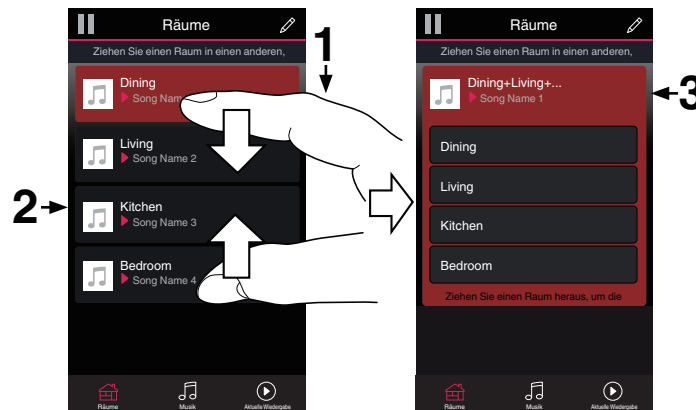 Räume
Ziehen Sie einen Raum in einen anderen,
1
Dining
Song Nam
Living
Song Name 2
2
Kitchen
Song Name 3
Bedroom
Song Name 4
Räume
Musik
Aktuelle Wiedergabe
Räume
Ziehen Sie einen Raum in einen anderen,
Dining+Living+...
Song Name 1
3
Dining
Living
Kitchen
Bedroom
Ziehen Sie einen Raum heraus, um die
Räume
Musik
Aktuelle Wiedergabe